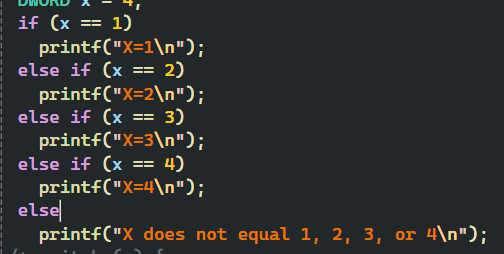 DWORD x = 4;
if (x == 1)
printf("X=1\n");
else if (x == 2)
printf("X=2\n");
else if (x == 3)
printf("X=3\n");
else if (x == 4)
printf("X=4\n");
else
printf("X does not equal 1, 2, 3, or 4\n");